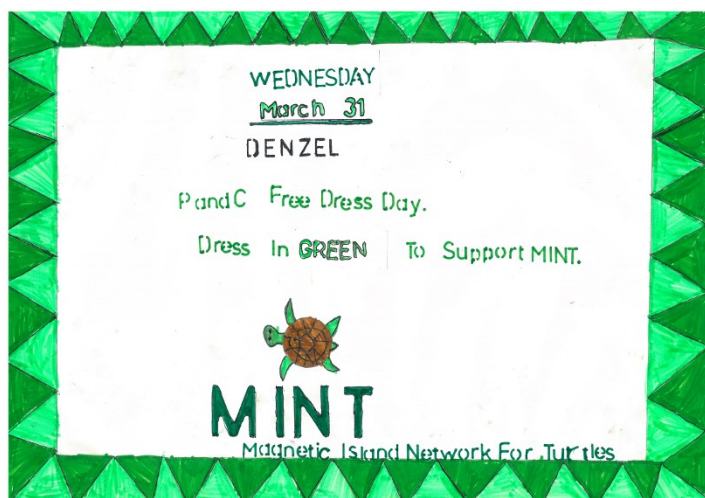 WEDNESDAY
March 31
DENZEL
P and C Free Dress Day.
Dress In GREEN To Support MINT.
MINT
Magnetic Island Network For Turtles